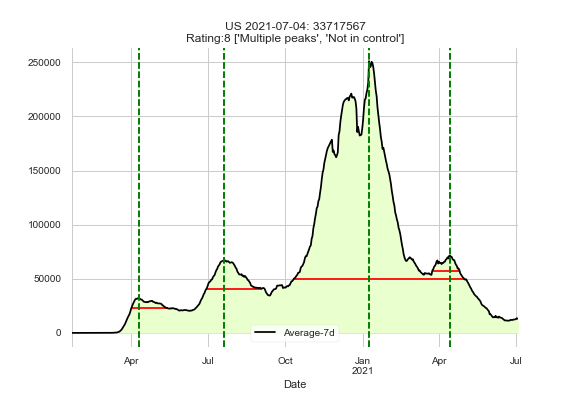 US 2021-07-04: 33717567
Rating:8 ['Multiple peaks', 'Not in control']
250000
200000
150000
100000
50000
0
Average-7d
Apr Jul Oct Jan Apr Jul
2021
Date